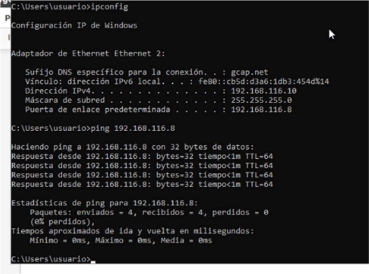 C:\Users\usuario>ipconfig
Configuración IP de Windows
Adaptador de Ethernet Ethernet 2:
Sufijo DNS específico para la conexión. . : gcap.net
Vínculo: dirección IPv6 local. . . : fe80::cb5d:d3a6:1db3:454d%14
Dirección IPv4. . . . . . . . . . . . . . : 192.168.116.10
Máscara de subred . . . . . . . . . . . . : 255.255.255.0
Puerta de enlace predeterminada . . . . . : 192.168.116.8
C:\Users\usuario>ping 192.168.116.8
Haciendo ping a 192.168.116.8 con 32 bytes de datos:
Respuesta desde 192.168.116.8: bytes=32 tiempo<1m TTL=64
Respuesta desde 192.168.116.8: bytes=32 tiempo<1m TTL=64
Respuesta desde 192.168.116.8: bytes=32 tiempo<1m TTL=64
Respuesta desde 192.168.116.8: bytes=32 tiempo<1m TTL=64
Estadísticas de ping para 192.168.116.8:
Paquetes: enviados = 4, recibidos = 4, perdidos = 0
(0% perdidos),
Tiempos aproximados de ida y vuelta en milisegundos:
Mínimo = 0ms, Máximo = 0ms, Media = 0ms
C:\Users\usuario>